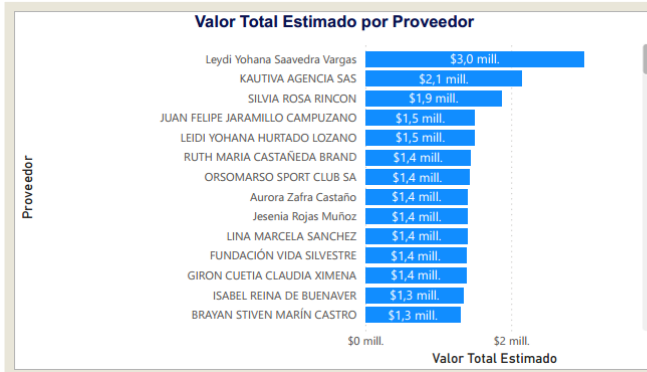 Valor Total Estimado por Proveedor
Proveedor
Leydi Yohana Saavedra Vargas $3,0 mill.
KAUTIVA AGENCIA SAS $2,1 mill.
SILVIA ROSA RINCON $1,9 mill.
JUAN FELIPE JARAMILLO CAMPUZANO $1,5 mill.
LEIDI YOHANA HURTADO LOZANO $1,5 mill.
RUTH MARIA CASTAÑEDA BRAND $1,4 mill.
ORSOMARSO SPORT CLUB SA $1,4 mill.
Aurora Zafra Castaño $1,4 mill.
Jesenia Rojas Muñoz $1,4 mill.
LINA MARCELA SANCHEZ $1,4 mill.
FUNDACIÓN VIDA SILVESTRE $1,4 mill.
GIRON CUETIA CLAUDIA XIMENA $1,4 mill.
ISABEL REINA DE BUENAVER $1,3 mill.
BRAYAN STIVEN MARÍN CASTRO $1,3 mill.
$0 mill. $2 mill.
Valor Total Estimado